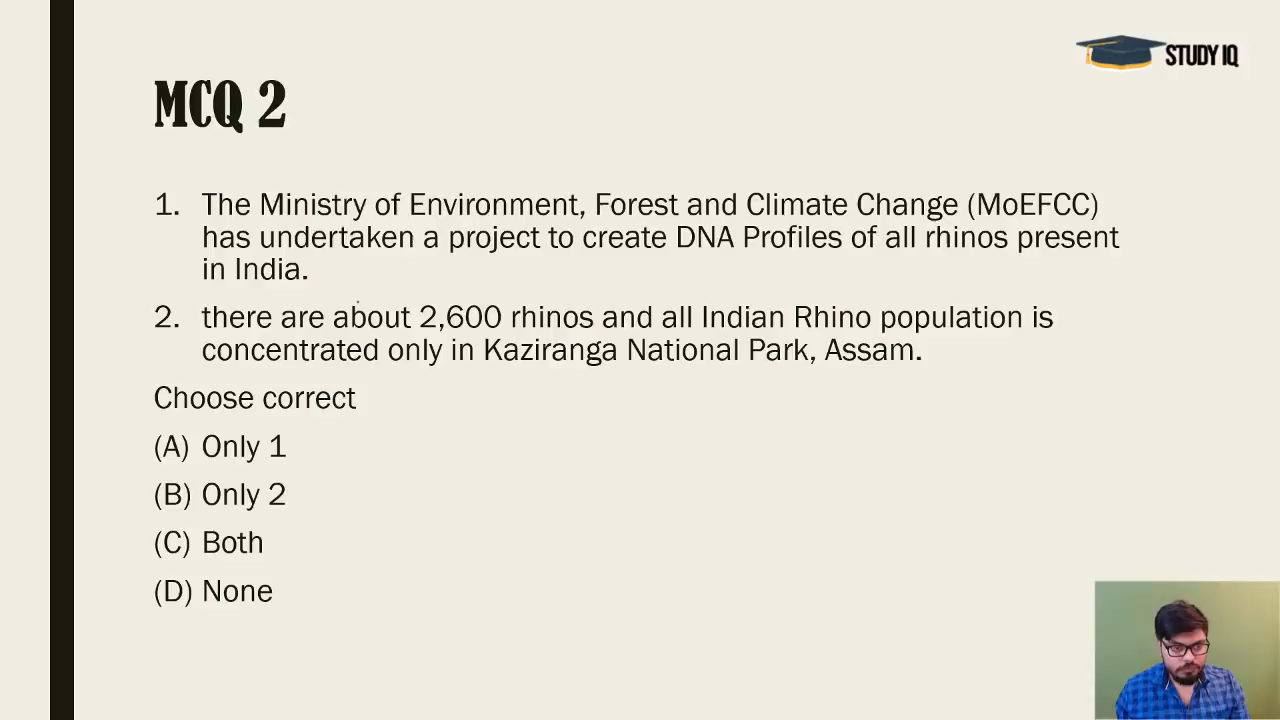 STUDY IQ
MCQ 2
1. The Ministry of Environment, Forest and Climate Change (MoEFCC)
has undertaken a project to create DNA Profiles of all rhinos present
in India.
2. there are about 2,600 rhinos and all Indian Rhino population is
concentrated only in Kaziranga National Park, Assam.
Choose correct
(A) Only 1
(B) Only 2
(C) Both
(D) None